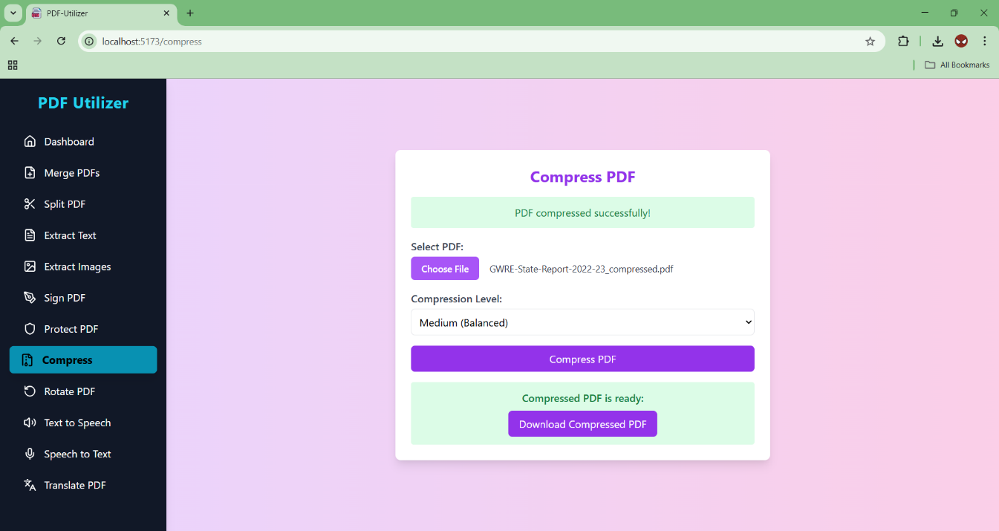 PDF-Utilizer
localhost:5173/compress
All Bookmarks
PDF Utilizer
Dashboard
Merge PDFs
Split PDF
Extract Text
Extract Images
Sign PDF
Protect PDF
Compress
Rotate PDF
Text to Speech
Speech to Text
Translate PDF
Compress PDF
PDF compressed successfully!
Select PDF:
Choose File GWRE-State-Report-2022-23_compressed.pdf
Compression Level:
Medium (Balanced)
Compress PDF
Compressed PDF is ready:
Download Compressed PDF